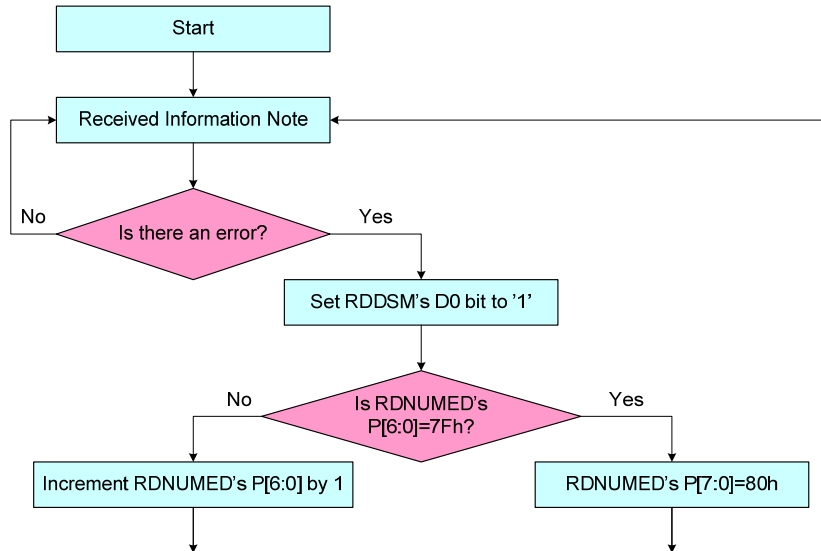 Start
Received Information Note
No
Is there an error?
Yes
Set RDDSM's D0 bit to '1'
No
Is RDNUMED's
P[6:0]=7Fh?
Yes
Increment RDNUMED's P[6:0] by 1
RDNUMED's P[7:0]=80h